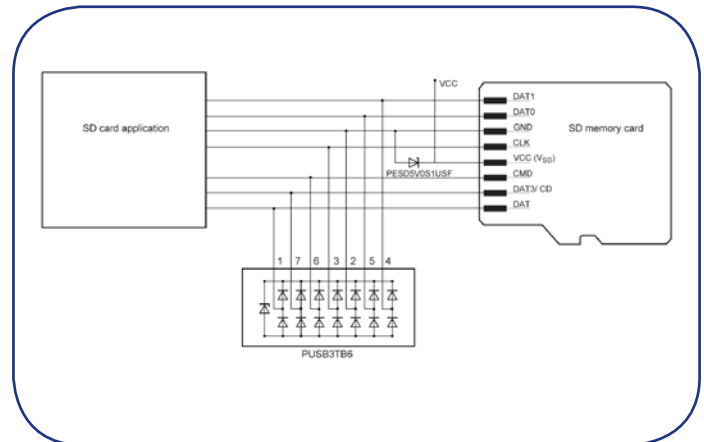 VCC
SD card application
DAT1
DAT0
GND
CLK
VCC (VSD)
CMD
DAT3/ CD
DAT
SD memory card
PESD5V0S1USF
1 7 6 3 2 5 4
PUSB3TB6